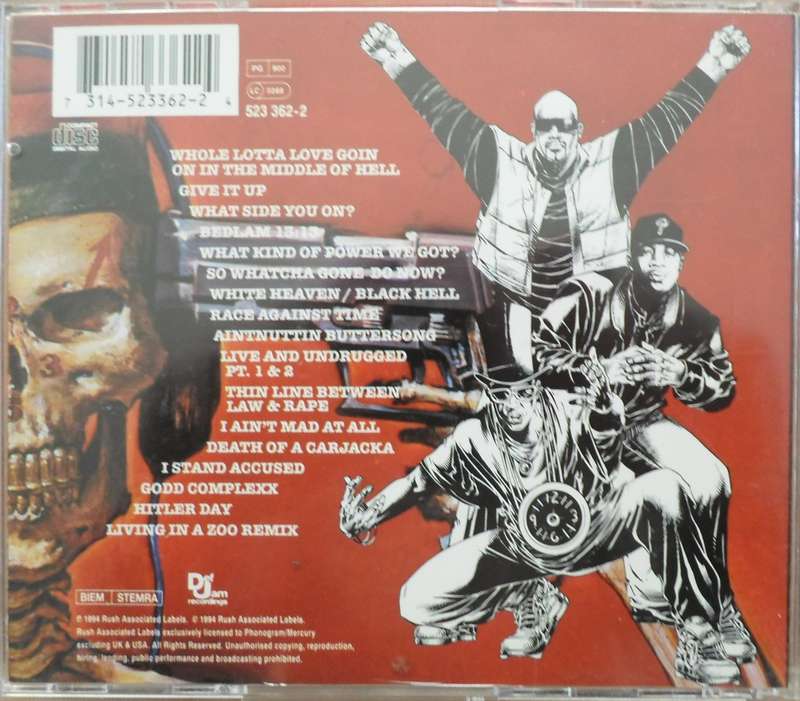 7 314-523362-2 4
PG 900
LC 0268
523 362-2
COMPACT
disc
DIGITAL AUDIO
WHOLE LOTTA LOVE GOIN
ON IN THE MIDDLE OF HELL
GIVE IT UP
WHAT SIDE YOU ON?
BEDLAM 13:13
WHAT KIND OF POWER WE GOT?
SO WHATCHA GONE DO NOW?
WHITE HEAVEN / BLACK HELL
RACE AGAINST TIME
AINTNUTTIN BUTTERSONG
LIVE AND UNDRUGGED
PT. 1 & 2
THIN LINE BETWEEN
LAW & RAPE
I AIN'T MAD AT ALL
DEATH OF A CARJACKA
I STAND ACCUSED
GODD COMPLEXX
HITLER DAY
LIVING IN A ZOO REMIX
BIEM STEMRA
Def Jam
recordings
℗ 1994 Rush Associated Labels. © 1994 Rush Associated Labels.
Rush Associated Labels exclusively licensed to Phonogram/Mercury
excluding UK & USA. All Rights Reserved. Unauthorised copying, reproduction,
hiring, lending, public performance and broadcasting prohibited.